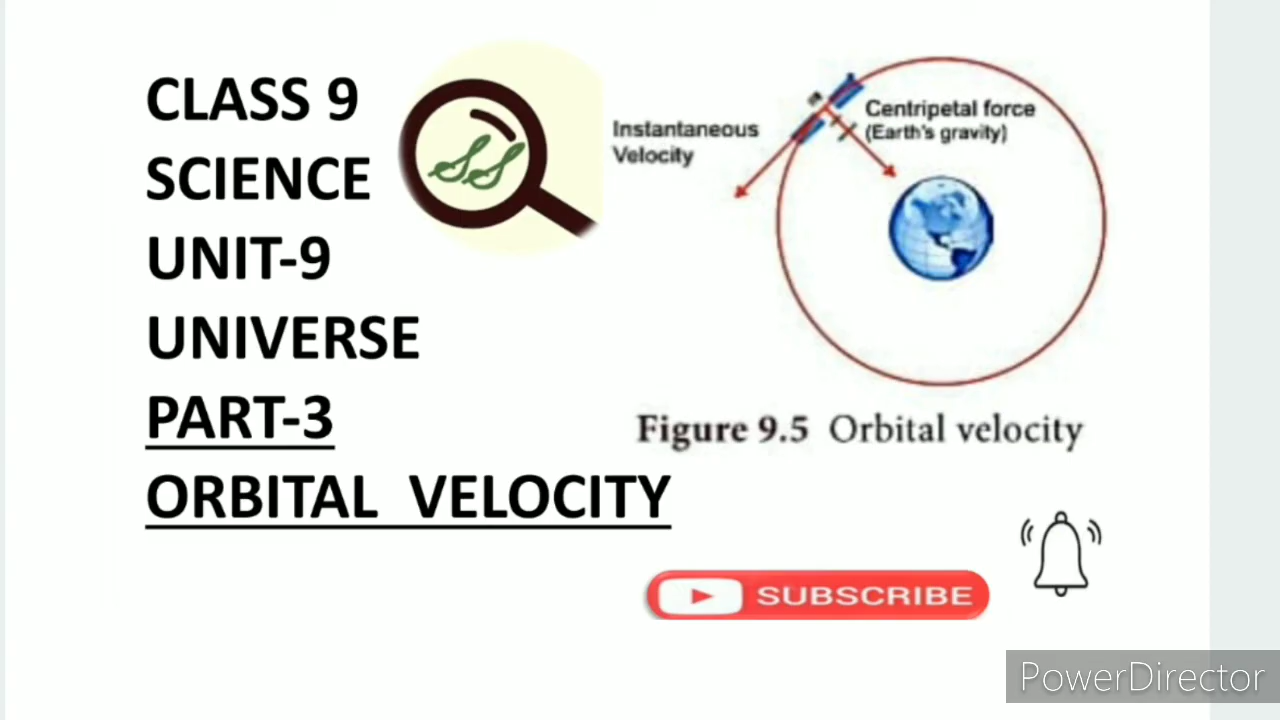 CLASS 9
SCIENCE
UNIT-9
UNIVERSE
PART-3
ORBITAL VELOCITY
SS
Instantaneous
Velocity
Centripetal force
(Earth's gravity)
Figure 9.5 Orbital velocity
SUBSCRIBE
PowerDirector